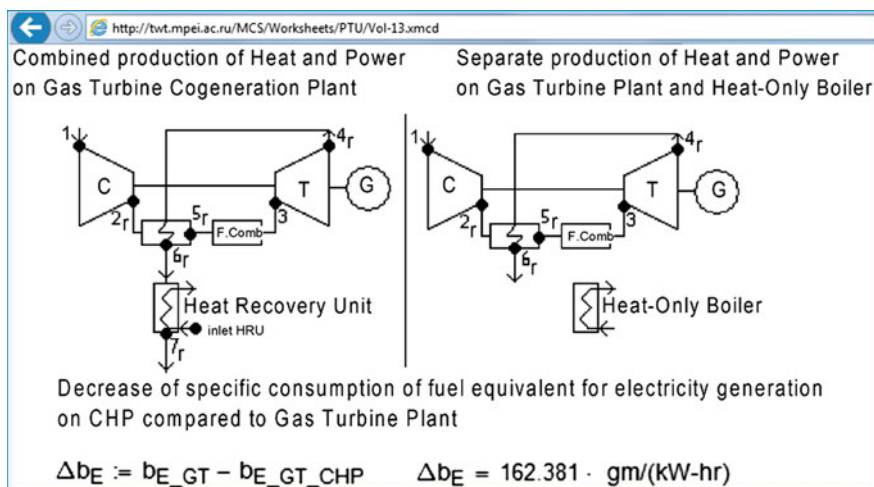 http://twt.mpei.ac.ru/MCS/Worksheets/PTU/Vol-13.xmcd
Combined production of Heat and Power
on Gas Turbine Cogeneration Plant
Separate production of Heat and Power
on Gas Turbine Plant and Heat-Only Boiler
1 4r
C T G
2r 5r 3
F.Comb
6r
Heat Recovery Unit
inlet HRU
7r
1 4r
C T G
2r 5r 3
F.Comb
6r
Heat-Only Boiler
Decrease of specific consumption of fuel equivalent for electricity generation
on CHP compared to Gas Turbine Plant
ΔbE := bE_GT − bE_GT_CHP ΔbE = 162.381 · gm/(kW-hr)